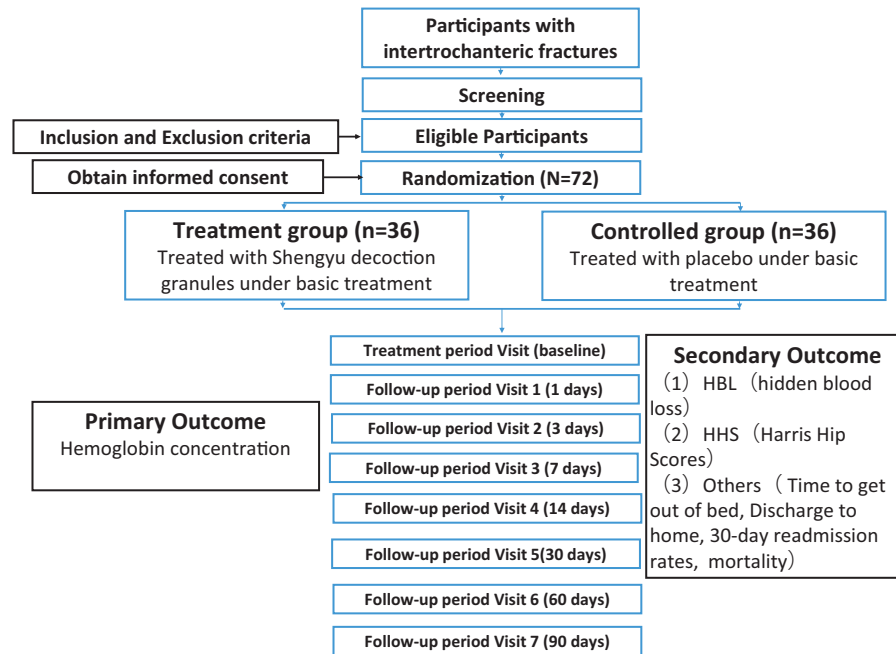 Participants with
intertrochanteric fractures
Screening
Inclusion and Exclusion criteria
Eligible Participants
Obtain informed consent
Randomization (N=72)
Treatment group (n=36)
Treated with Shengyu decoction
granules under basic treatment
Controlled group (n=36)
Treated with placebo under basic
treatment
Treatment period Visit (baseline)
Follow-up period Visit 1 (1 days)
Follow-up period Visit 2 (3 days)
Follow-up period Visit 3 (7 days)
Follow-up period Visit 4 (14 days)
Follow-up period Visit 5(30 days)
Follow-up period Visit 6 (60 days)
Follow-up period Visit 7 (90 days)
Primary Outcome
Hemoglobin concentration
Secondary Outcome
（1）HBL（hidden blood
loss）
（2）HHS（Harris Hip
Scores）
（3）Others（ Time to get
out of bed, Discharge to
home, 30-day readmission
rates, mortality）